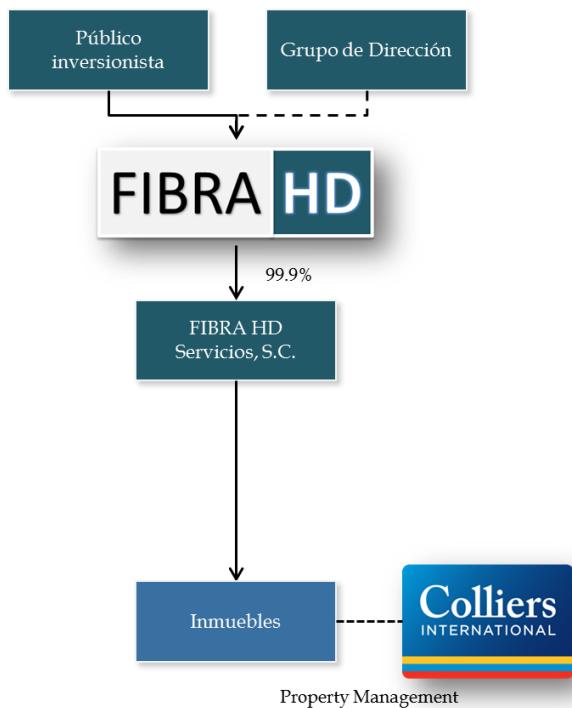 Público
inversionista
Grupo de Dirección
FIBRA HD
99.9%
FIBRA HD
Servicios, S.C.
Inmuebles
Colliers
INTERNATIONAL
Property Management